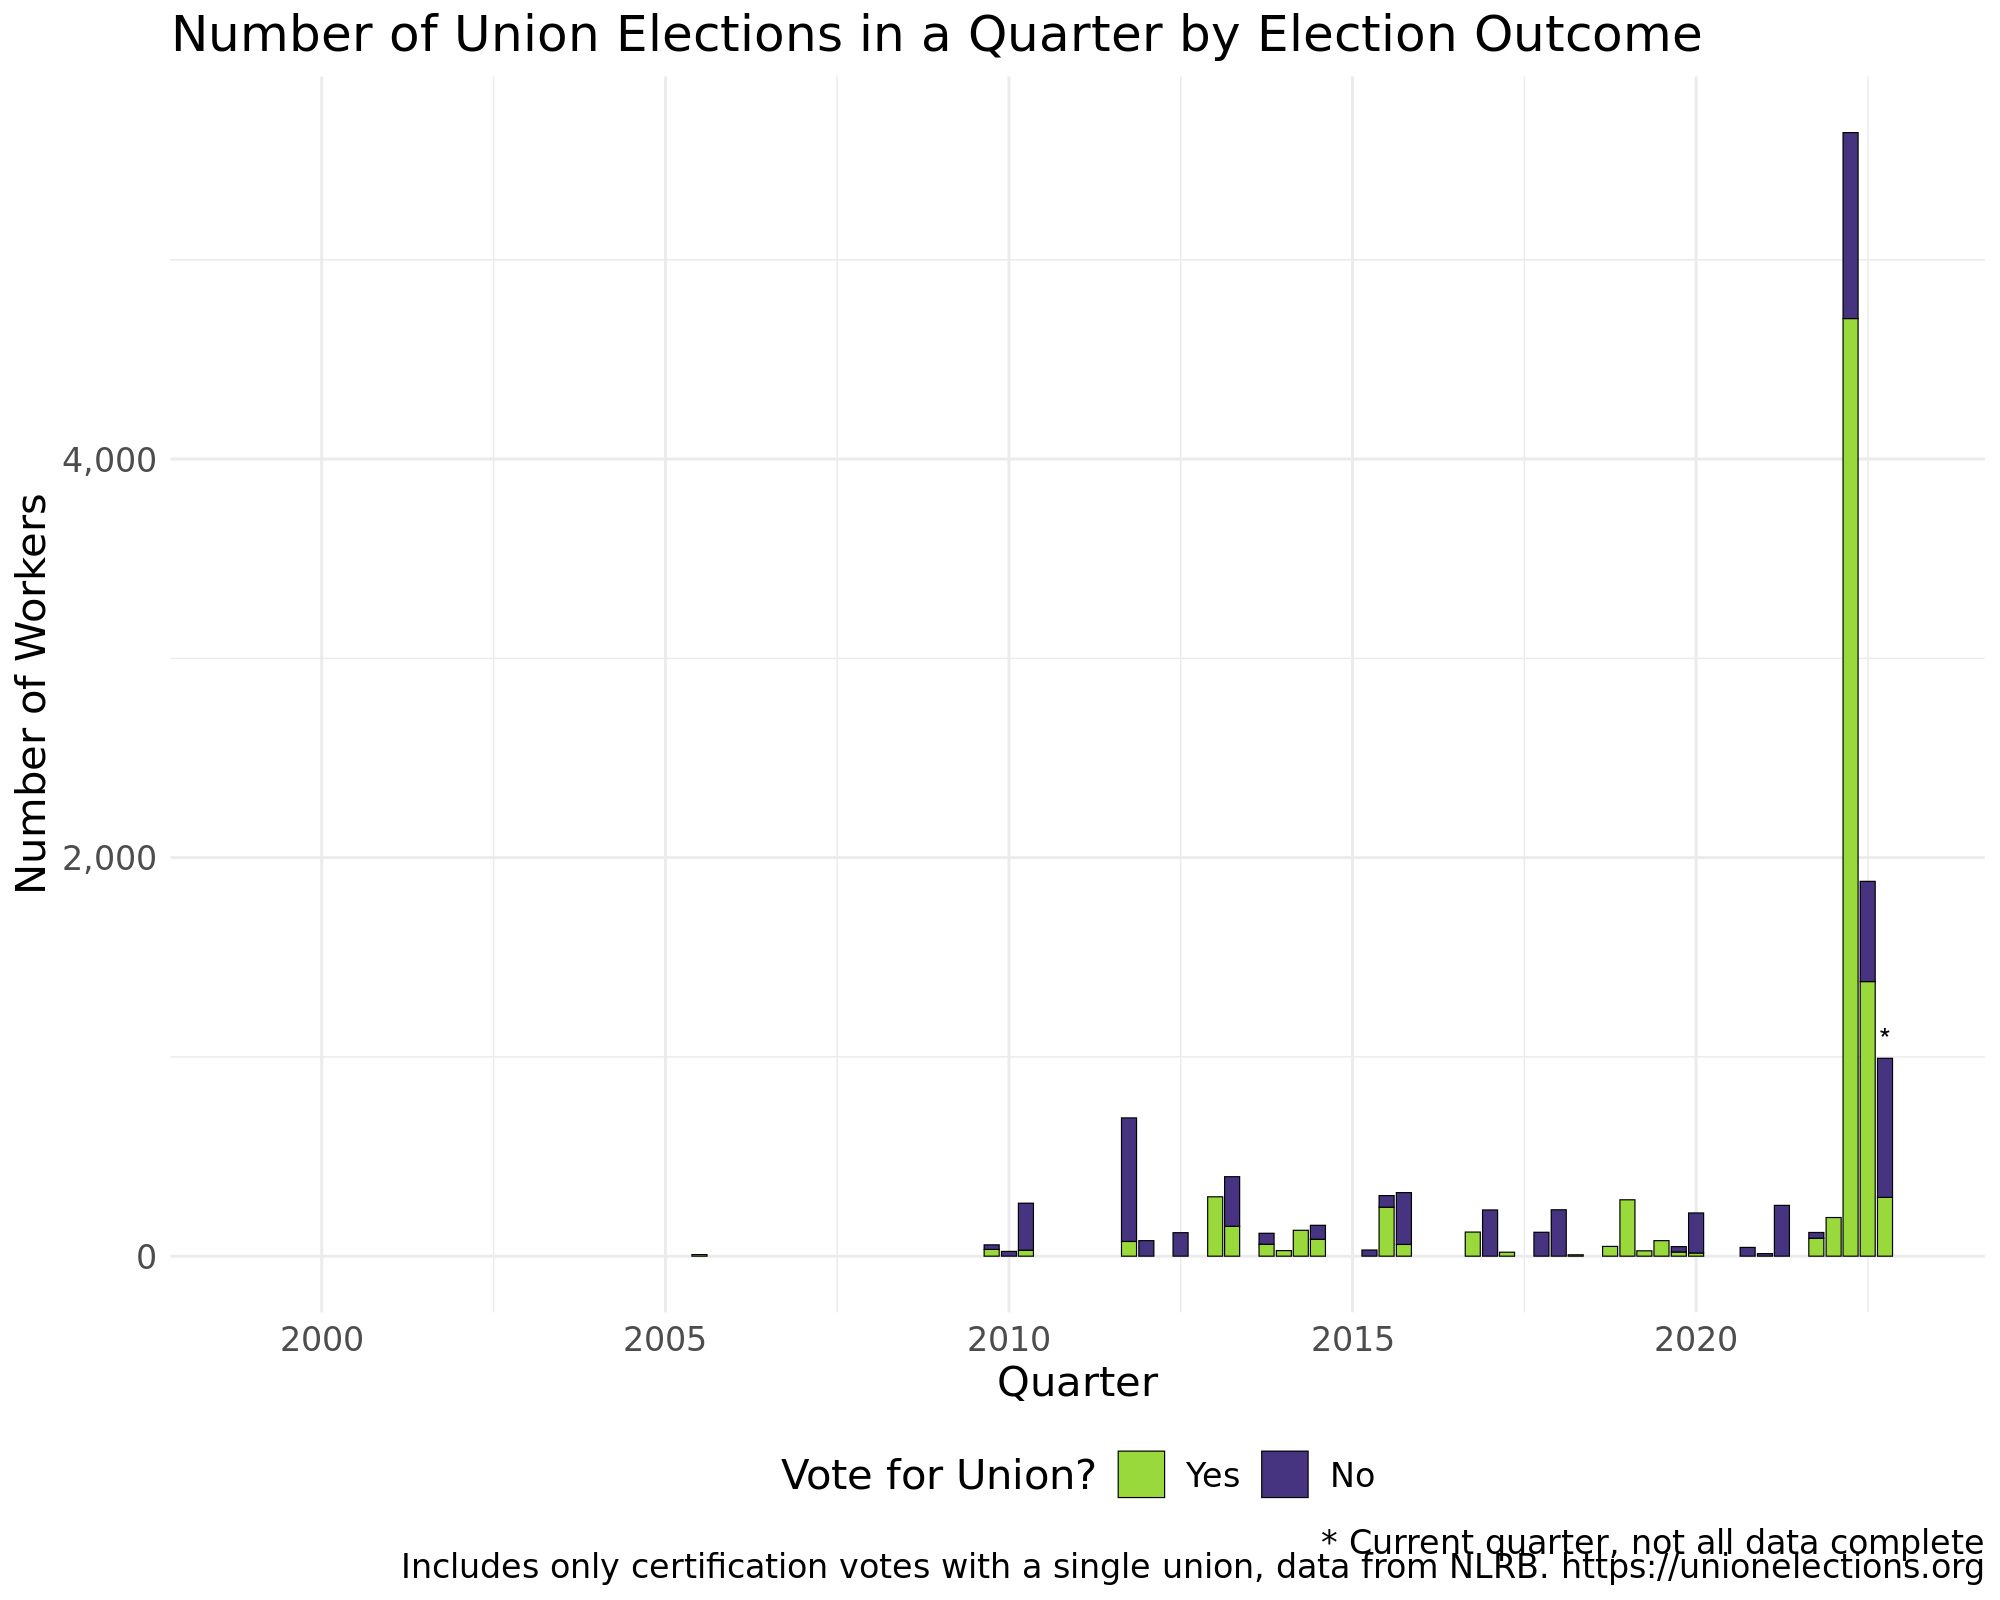 Number of Union Elections in a Quarter by Election Outcome
Number of Workers
4,000
2,000
0
*
2000 2005 2010 2015 2020
Quarter
Vote for Union? Yes No
* Current quarter, not all data complete
Includes only certification votes with a single union, data from NLRB. https://unionelections.org